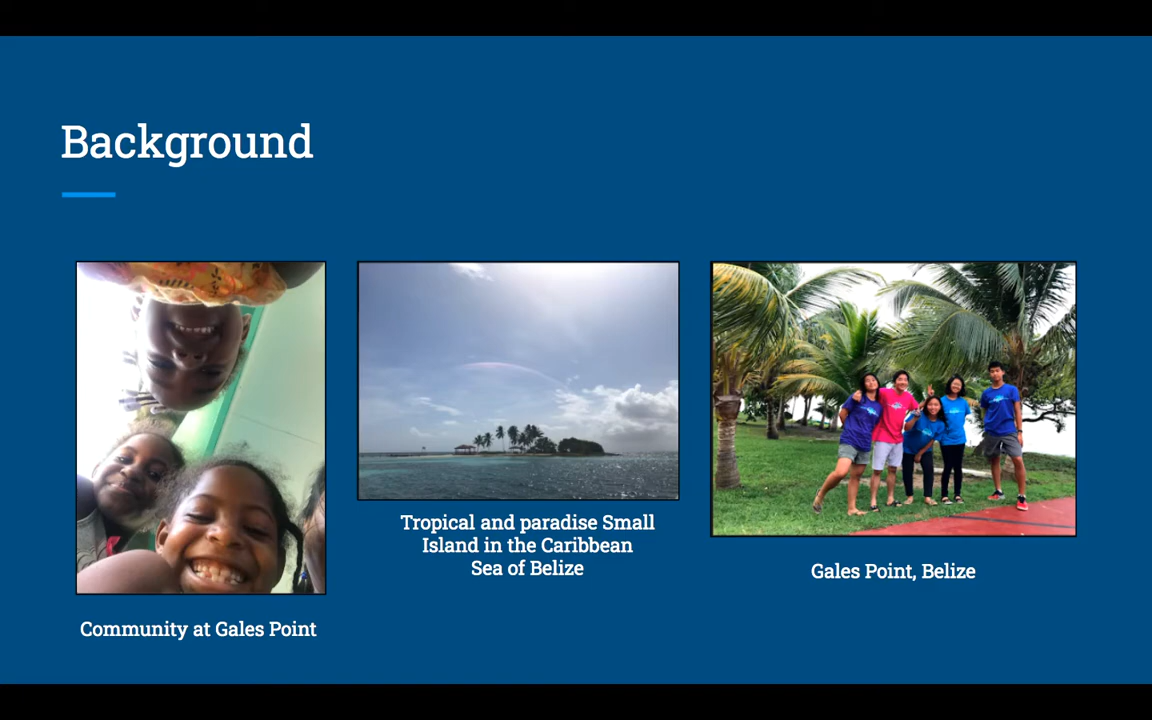 Background
Community at Gales Point
Tropical and paradise Small
Island in the Caribbean
Sea of Belize
Gales Point, Belize